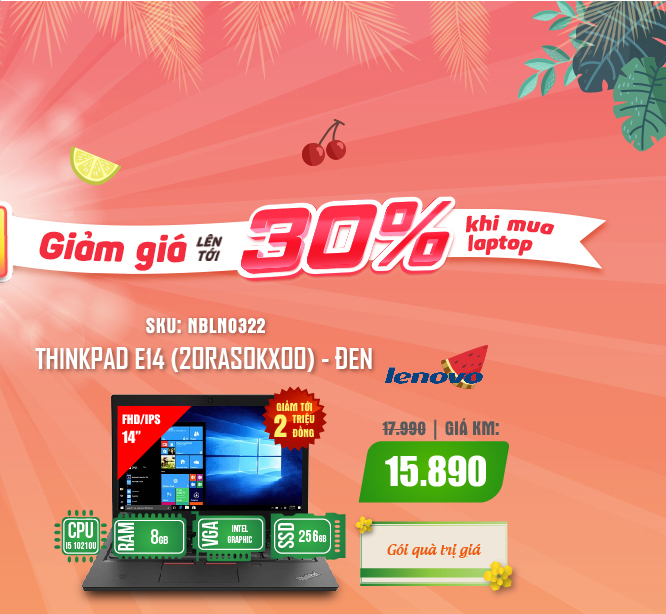 Giảm giá LÊN TỚI 30% khi mua laptop
SKU: NBLN0322
THINKPAD E14 (20RAS0KX00) - ĐEN
lenovo
FHD/IPS
14”
GIẢM TỚI
2 TRIỆU ĐỒNG
17.990 | GIÁ KM:
15.890
CPU
I5 10210U
RAM
8GB
VGA
INTEL
GRAPHIC
SSD
256GB
Gói quà trị giá